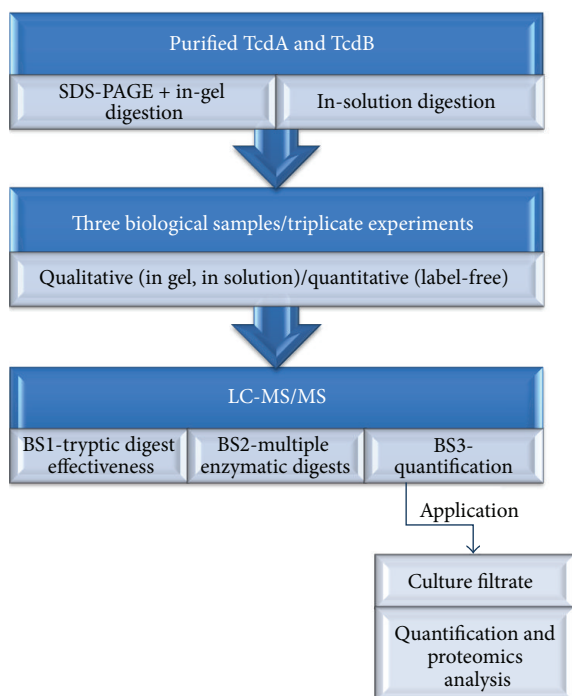 Purified TcdA and TcdB
SDS-PAGE + in-gel
digestion
In-solution digestion
Three biological samples/triplicate experiments
Qualitative (in gel, in solution)/quantitative (label-free)
LC-MS/MS
BS1-tryptic digest
effectiveness
BS2-multiple
enzymatic digests
BS3-
quantification
Application
Culture filtrate
Quantification and
proteomics
analysis